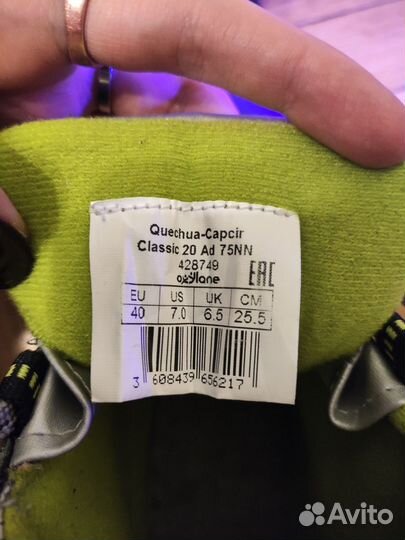 Quechua-Capcir
Classic 20 Ad 75NN
428749
oxylane
EAC
EU US UK CM
40 7.0 6.5 25.5
3 608439 656217
Avito